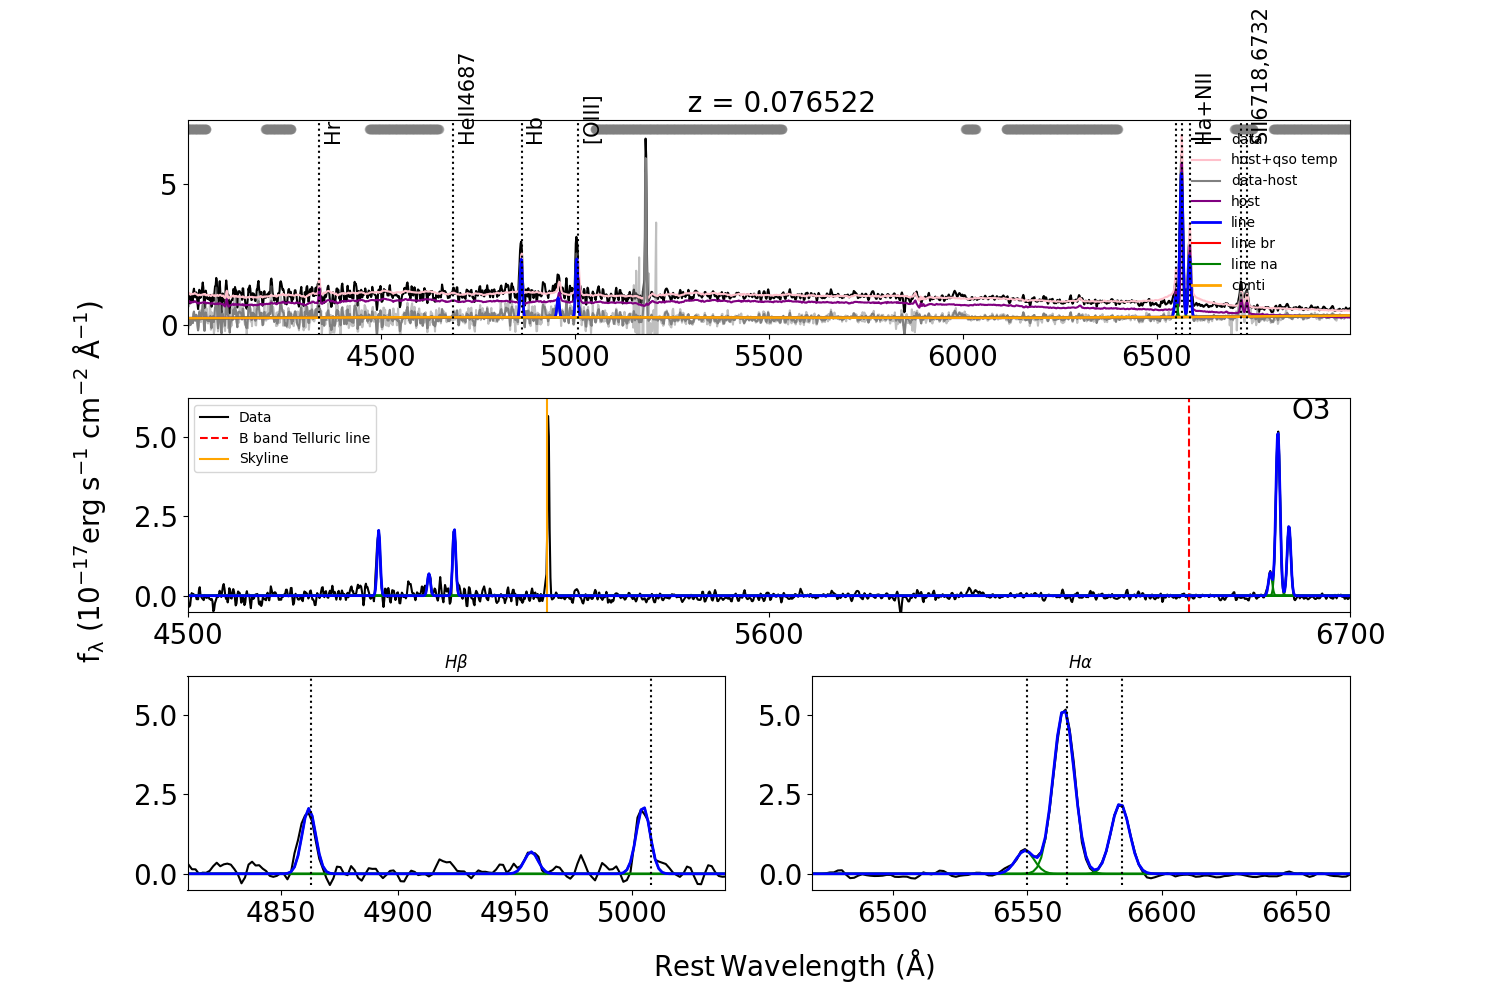 z = 0.076522
Hr
HeII4687
Hb
[OIII]
Ha+NII
SII6718,6732
data
host+qso temp
data-host
host
line
line br
line na
conti
5
0
4500 5000 5500 6000 6500
f_λ (10^−17 erg s^−1 cm^−2 Å^−1)
Data
B band Telluric line
Skyline
O3
5.0
2.5
0.0
4500 5600 6700
Hβ
5.0
2.5
0.0
4850 4900 4950 5000
Hα
5.0
2.5
0.0
6500 6550 6600 6650
Rest Wavelength (Å)